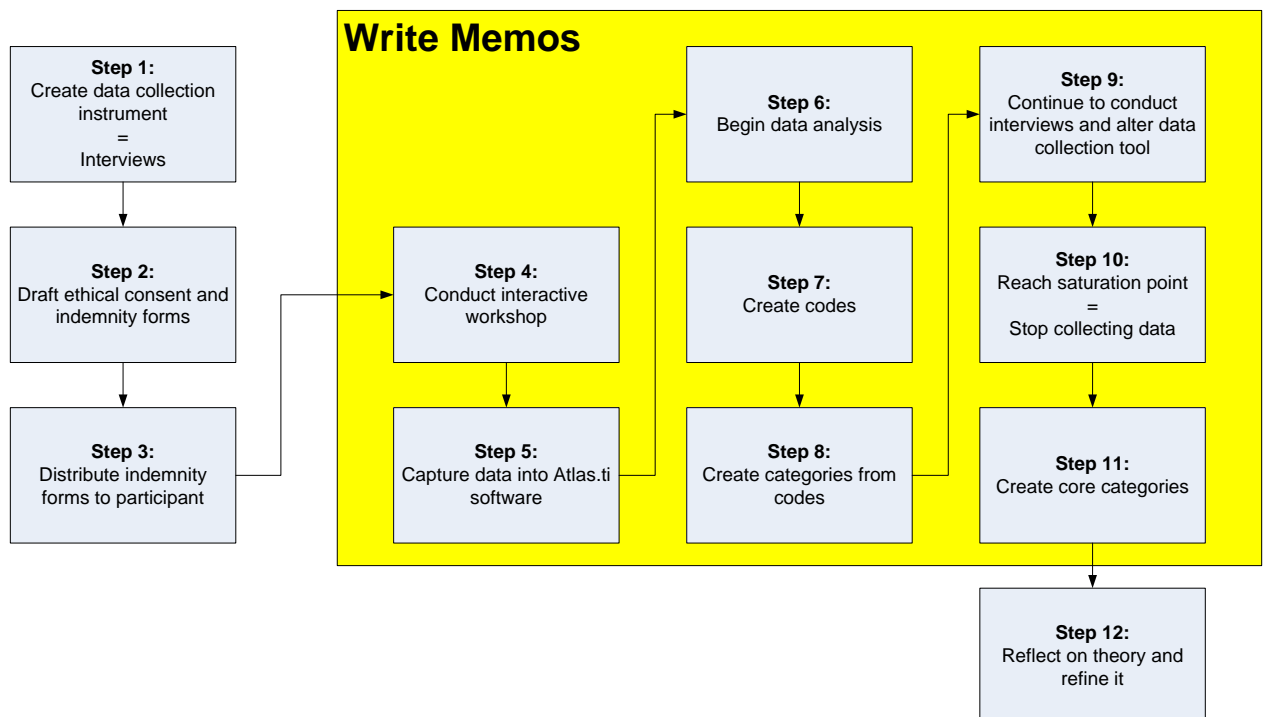 Write Memos
Step 1:
Create data collection
instrument
=
Interviews
Step 2:
Draft ethical consent and
indemnity forms
Step 3:
Distribute indemnity
forms to participant
Step 4:
Conduct interactive
workshop
Step 5:
Capture data into Atlas.ti
software
Step 6:
Begin data analysis
Step 7:
Create codes
Step 8:
Create categories from
codes
Step 9:
Continue to conduct
interviews and alter data
collection tool
Step 10:
Reach saturation point
=
Stop collecting data
Step 11:
Create core categories
Step 12:
Reflect on theory and
refine it